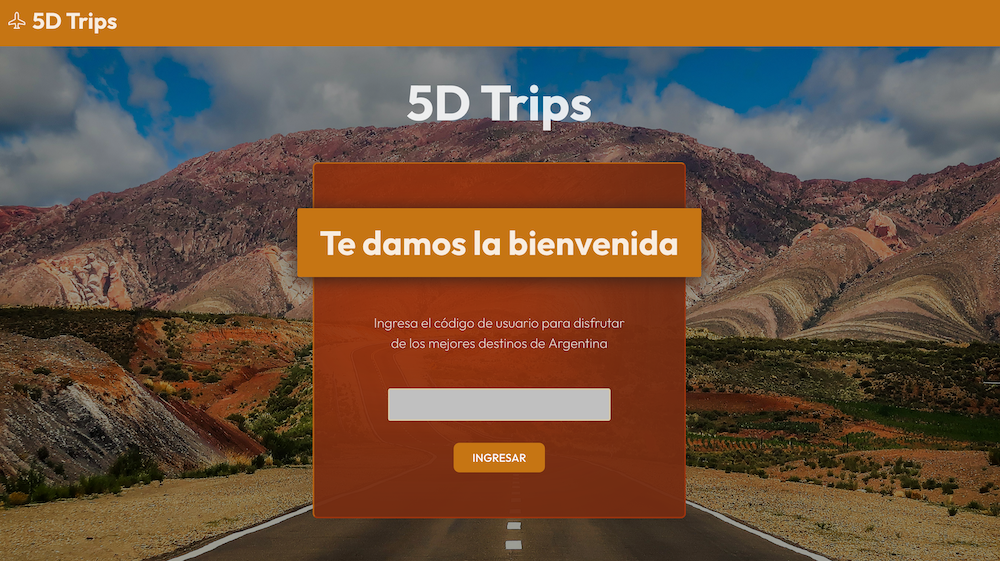 5D Trips
5D Trips
Te damos la bienvenida
Ingresa el código de usuario para disfrutar
de los mejores destinos de Argentina
INGRESAR